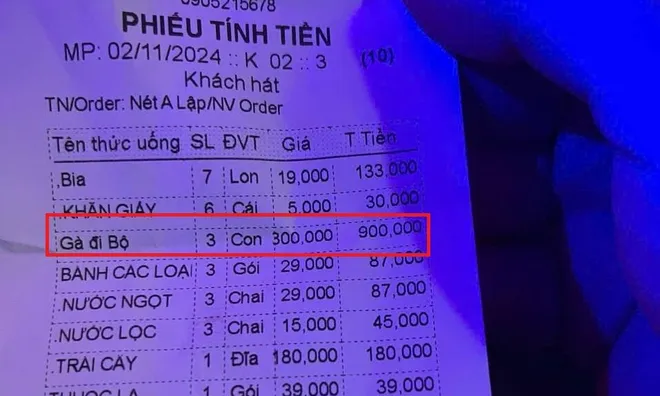 0905215678
PHIẾU TÍNH TIỀN
MP: 02/11/2024 :: K 02 :: 3 (10)
Khách hát
TN/Order: Nét A Lập/NV Order
Tên thức uống SL ĐVT Giá T Tiền
.Bia 7 Lon 19,000 133,000
.KHĂN GIẤY 6 Cái 5,000 30,000
Gà đi Bộ 3 Con 300,000 900,000
BÁNH CÁC LOẠI 3 Gói 29,000 87,000
.NƯỚC NGỌT 3 Chai 29,000 87,000
.NƯỚC LỌC 3 Chai 15,000 45,000
TRÁI CÂY 1 Đĩa 180,000 180,000
THUỐC LÁ 1 Gói 39,000 39,000